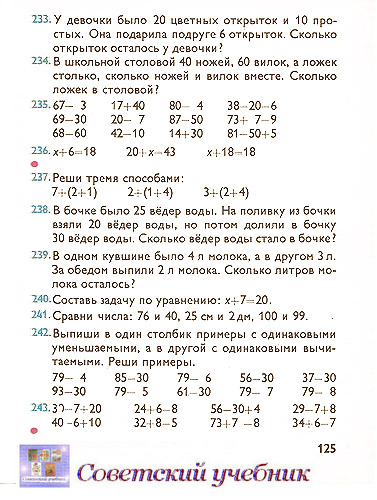 233. У девочки было 20 цветных открыток и 10 про-
стых. Она подарила подруге 6 открыток. Сколько
открыток осталось у девочки?
234. В школьной столовой 40 ножей, 60 вилок, а ложек
столько, сколько ножей и вилок вместе. Сколько
ложек в столовой?
235. 67− 3 17+40 80− 4 38−20−6
69−30 20− 7 87−50 73+ 7−9
68−60 42−10 14+30 81−50+5
236. x+6=18 20+x=43 x+18=18
237. Реши тремя способами:
7+(2+1) 2+(1+4) 3+(2+4)
238. В бочке было 25 вёдер воды. На поливку из бочки
взяли 20 вёдер воды, но потом долили в бочку
30 вёдер воды. Сколько вёдер воды стало в бочке?
239. В одном кувшине было 4 л молока, а в другом 3 л.
За обедом выпили 2 л молока. Сколько литров мо-
лока осталось?
240. Составь задачу по уравнению: x+7=20.
241. Сравни числа: 76 и 40, 25 см и 2 дм, 100 и 99.
242. Выпиши в один столбик примеры с одинаковыми
уменьшаемыми, а в другой с одинаковыми вычи-
таемыми. Реши примеры.
79− 4 85−30 79− 6 56−30 37−30
93−30 79− 5 61−30 79− 7 79− 8
243. 37−7+20 24+6−8 56−30+4 29−7+8
40−6+10 32+8−5 73+7−8 34+6−7
125
Советский учебник